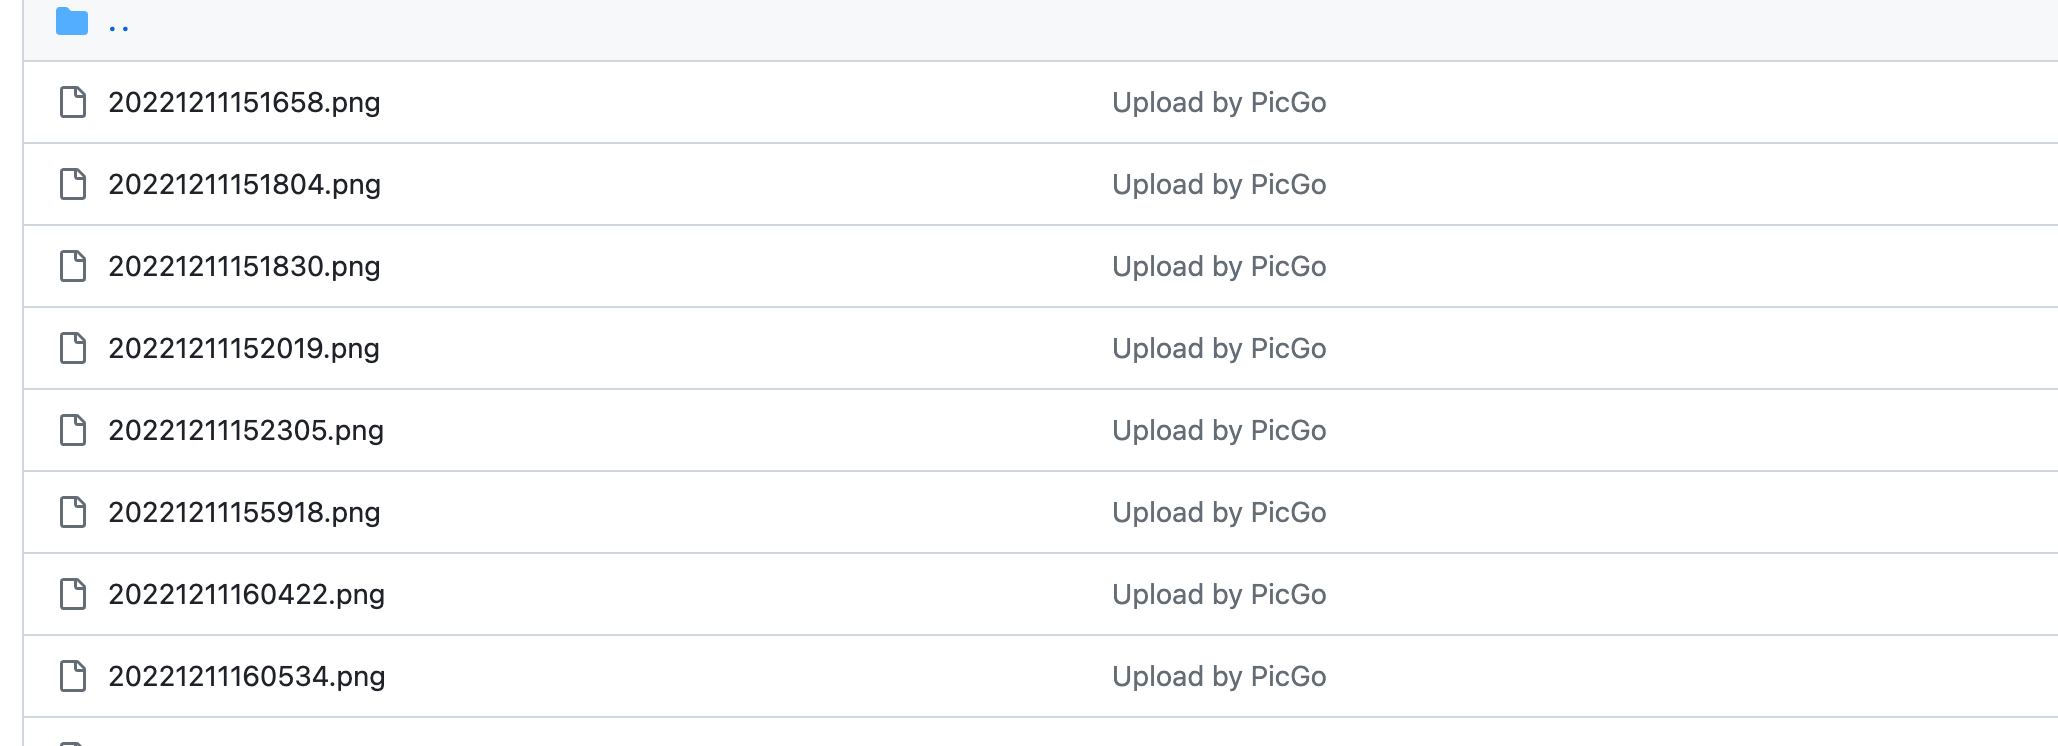 ..
20221211151658.png Upload by PicGo
20221211151804.png Upload by PicGo
20221211151830.png Upload by PicGo
20221211152019.png Upload by PicGo
20221211152305.png Upload by PicGo
20221211155918.png Upload by PicGo
20221211160422.png Upload by PicGo
20221211160534.png Upload by PicGo